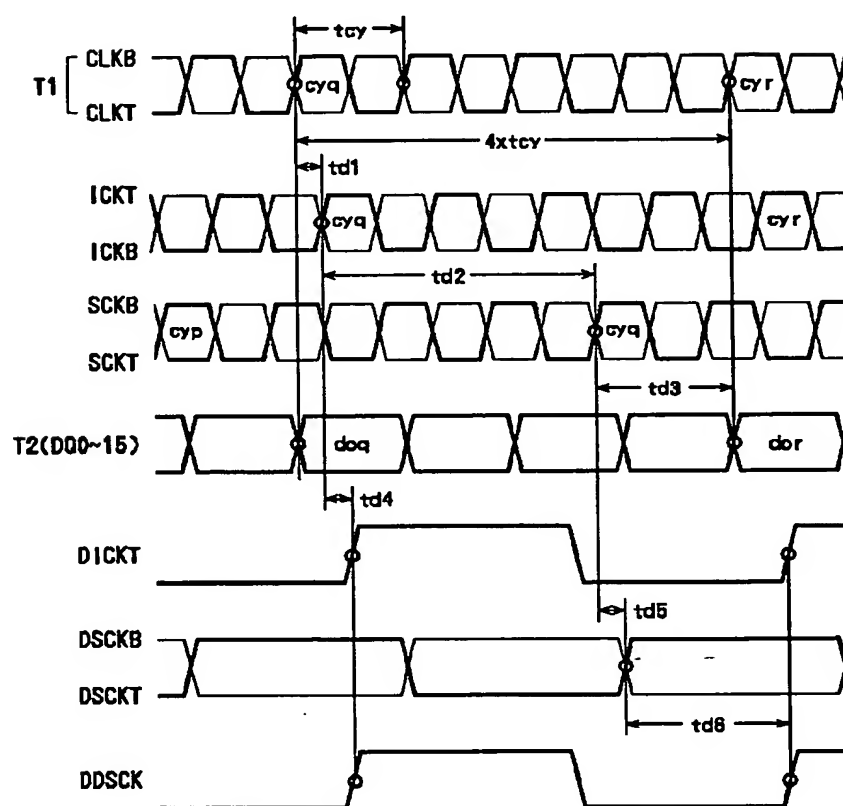 tcy
T1
CLKB
CLKT
cyq
cyr
4xtcy
td1
ICKT
ICKB
cyq
cyr
td2
SCKB
SCKT
cyp
cyq
td3
T2(DQ0~15)
doq
dor
td4
DICKT
td5
DSCKB
DSCKT
td6
DDSCK